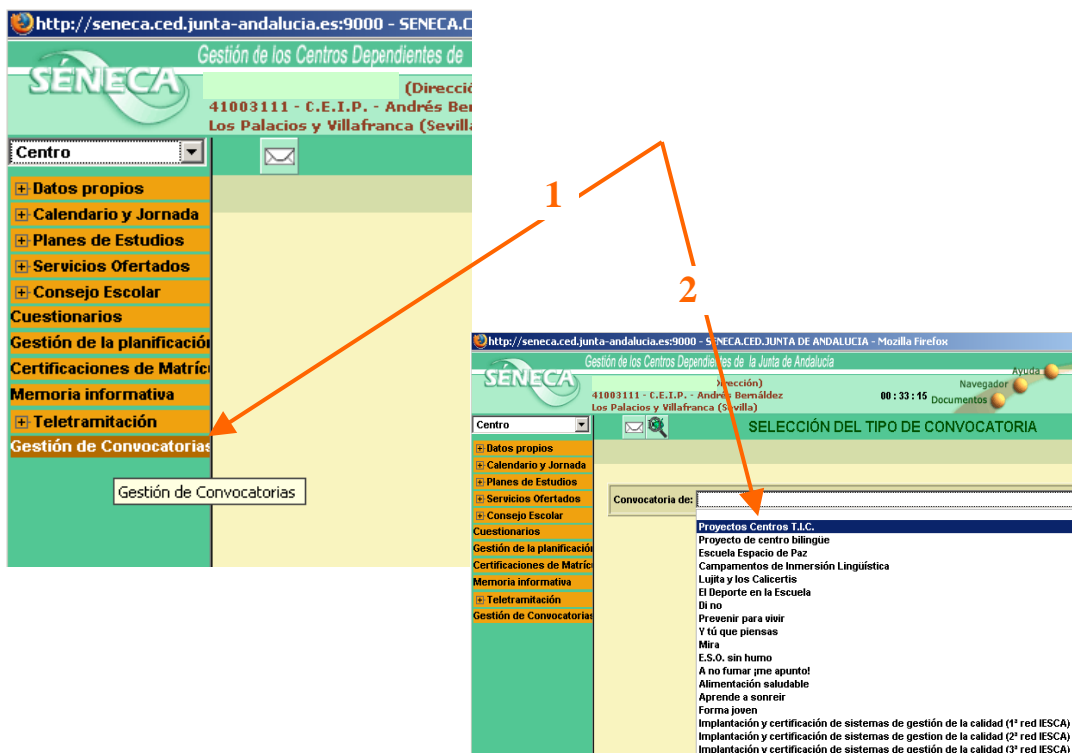 http://seneca.ced.junta-andalucia.es:9000 - SENECA.C
Gestión de los Centros Dependientes de
SÉNECA
(Direcció
41003111 - C.E.I.P. - Andrés Ber
Los Palacios y Villafranca (Sevilla
Centro
Datos propios
Calendario y Jornada
Planes de Estudios
Servicios Ofertados
Consejo Escolar
Cuestionarios
Gestión de la planificación
Certificaciones de Matríc
Memoria informativa
Teletramitación
Gestión de Convocatorias
Gestión de Convocatorias
1
2
http://seneca.ced.junta-andalucia.es:9000 - SENECA.CED.JUNTA DE ANDALUCIA - Mozilla Firefox
Gestión de los Centros Dependientes de la Junta de Andalucía
SÉNECA
Dirección)
41003111 - C.E.I.P. - Andrés Bernáldez
Los Palacios y Villafranca (Sevilla)
00 : 33 : 15
Ayuda
Navegador
Documentos
Centro
SELECCIÓN DEL TIPO DE CONVOCATORIA
Datos propios
Calendario y Jornada
Planes de Estudios
Servicios Ofertados
Consejo Escolar
Cuestionarios
Gestión de la planificación
Certificaciones de Matríc
Memoria informativa
Teletramitación
Gestión de Convocatorias
Convocatoria de:
Proyectos Centros T.I.C.
Proyecto de centro bilingüe
Escuela Espacio de Paz
Campamentos de Inmersión Lingüística
Lujita y los Calicertis
El Deporte en la Escuela
Di no
Prevenir para vivir
Y tú que piensas
Mira
E.S.O. sin humo
A no fumar ¡me apunto!
Alimentación saludable
Aprende a sonreir
Forma joven
Implantación y certificación de sistemas de gestión de la calidad (1ª red IESCA)
Implantación y certificación de sistemas de gestión de la calidad (2ª red IESCA)
Implantación y certificación de sistemas de gestión de la calidad (3ª red IESCA)